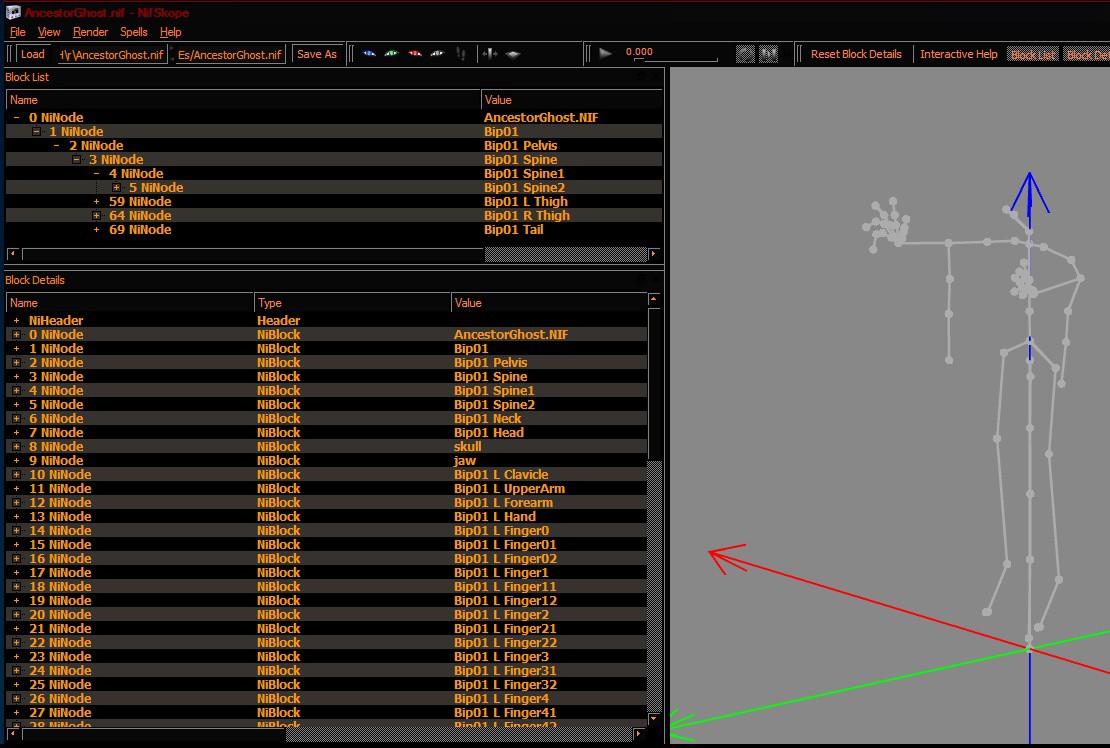 AncestorGhost.nif - NifSkope
File View Render Spells Help
Load :\r\AncestorGhost.nif Es/AncestorGhost.nif Save As 0.000 Reset Block Details Interactive Help Block List Block De
Block List
Name Value
0 NiNode AncestorGhost.NIF
1 NiNode Bip01
2 NiNode Bip01 Pelvis
3 NiNode Bip01 Spine
4 NiNode Bip01 Spine1
5 NiNode Bip01 Spine2
59 NiNode Bip01 L Thigh
64 NiNode Bip01 R Thigh
69 NiNode Bip01 Tail
Block Details
Name Type Value
NiHeader Header
0 NiNode NiBlock AncestorGhost.NIF
1 NiNode NiBlock Bip01
2 NiNode NiBlock Bip01 Pelvis
3 NiNode NiBlock Bip01 Spine
4 NiNode NiBlock Bip01 Spine1
5 NiNode NiBlock Bip01 Spine2
6 NiNode NiBlock Bip01 Neck
7 NiNode NiBlock Bip01 Head
8 NiNode NiBlock skull
9 NiNode NiBlock jaw
10 NiNode NiBlock Bip01 L Clavicle
11 NiNode NiBlock Bip01 L UpperArm
12 NiNode NiBlock Bip01 L Forearm
13 NiNode NiBlock Bip01 L Hand
14 NiNode NiBlock Bip01 L Finger0
15 NiNode NiBlock Bip01 L Finger01
16 NiNode NiBlock Bip01 L Finger02
17 NiNode NiBlock Bip01 L Finger1
18 NiNode NiBlock Bip01 L Finger11
19 NiNode NiBlock Bip01 L Finger12
20 NiNode NiBlock Bip01 L Finger2
21 NiNode NiBlock Bip01 L Finger21
22 NiNode NiBlock Bip01 L Finger22
23 NiNode NiBlock Bip01 L Finger3
24 NiNode NiBlock Bip01 L Finger31
25 NiNode NiBlock Bip01 L Finger32
26 NiNode NiBlock Bip01 L Finger4
27 NiNode NiBlock Bip01 L Finger41
28 NiNode NiBlock Bip01 L Finger42